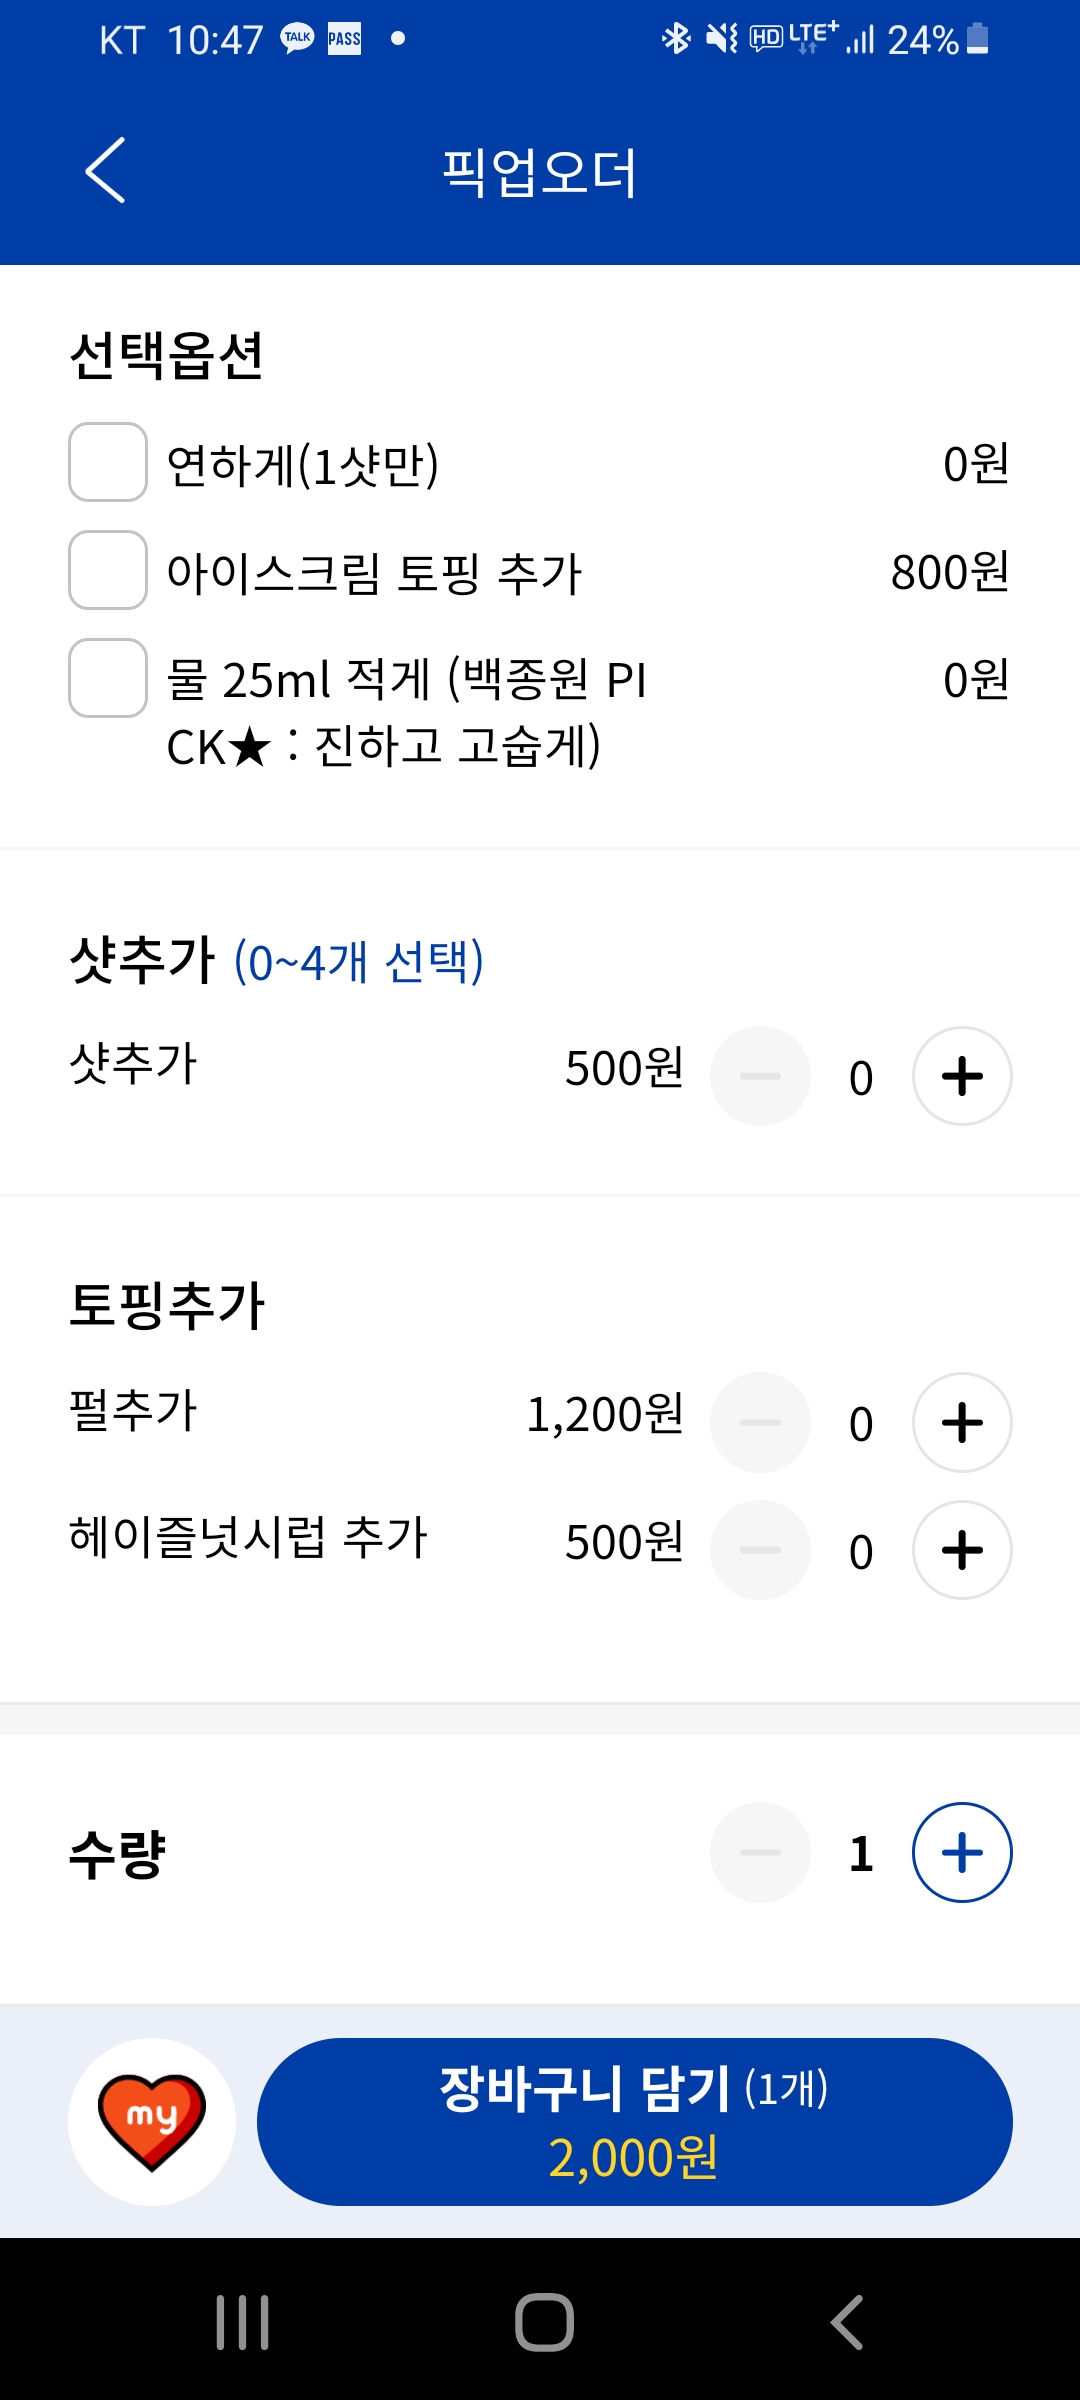 KT 10:47 TALK PASS HD LTE+ 24%
픽업오더
선택옵션
연하게(1샷만) 0원
아이스크림 토핑 추가 800원
물 25ml 적게 (백종원 PI 0원
CK★ : 진하고 고숩게)
샷추가 (0~4개 선택)
샷추가 500원 0
토핑추가
펄추가 1,200원 0
헤이즐넛시럽 추가 500원 0
수량 1
my
장바구니 담기 (1개)
2,000원